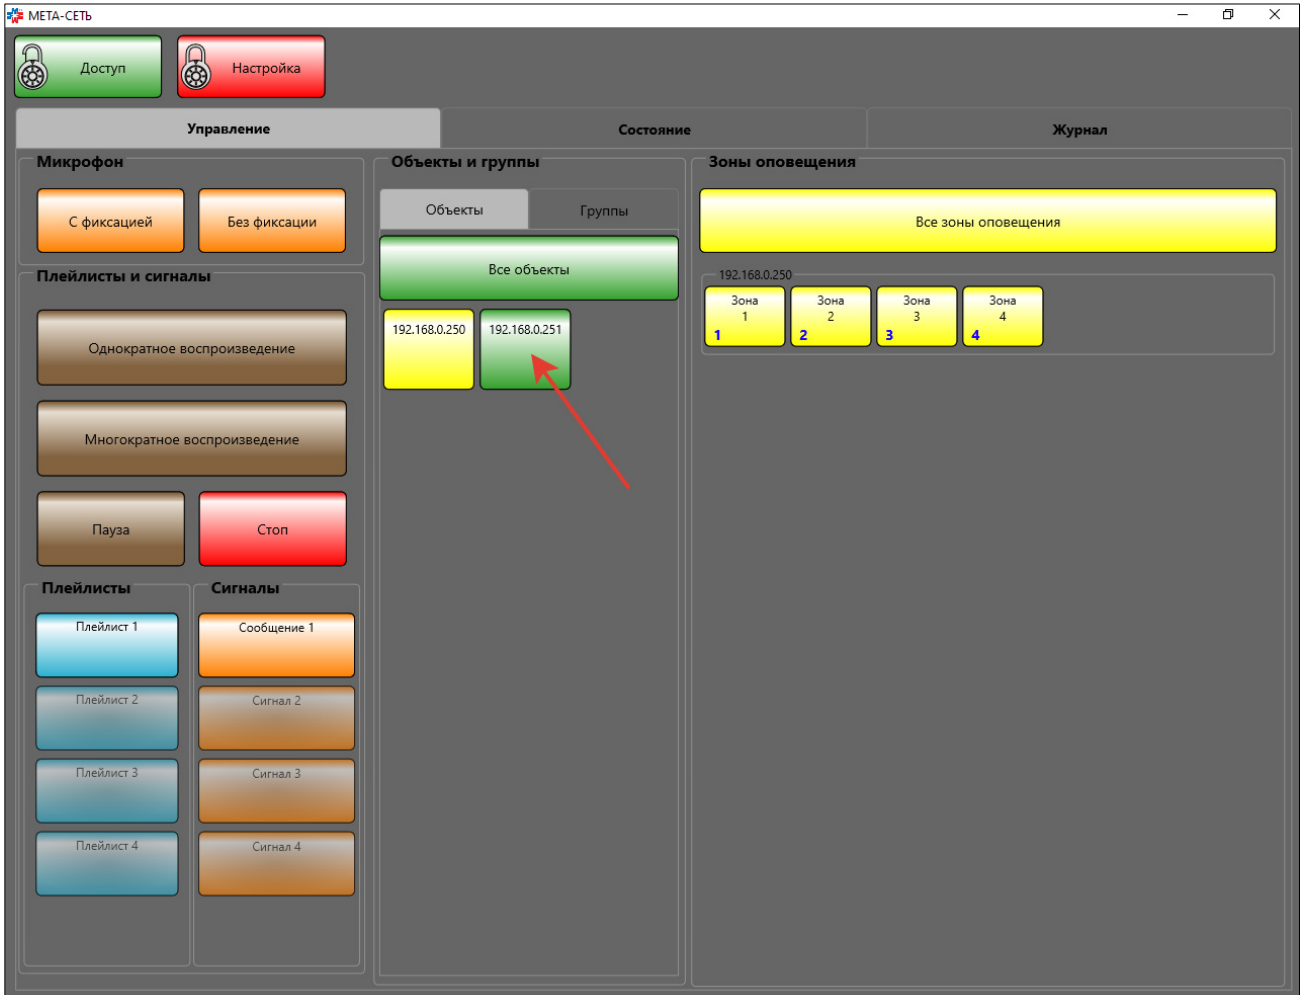 МЕТА-СЕТЬ
Доступ
Настройка
Управление
Состояние
Журнал
Микрофон
С фиксацией
Без фиксации
Плейлисты и сигналы
Однократное воспроизведение
Многократное воспроизведение
Пауза
Стоп
Плейлисты
Плейлист 1
Плейлист 2
Плейлист 3
Плейлист 4
Сигналы
Сообщение 1
Сигнал 2
Сигнал 3
Сигнал 4
Объекты и группы
Объекты
Группы
Все объекты
192.168.0.250
192.168.0.251
Зоны оповещения
Все зоны оповещения
192.168.0.250
Зона
1
1
Зона
2
2
Зона
3
3
Зона
4
4